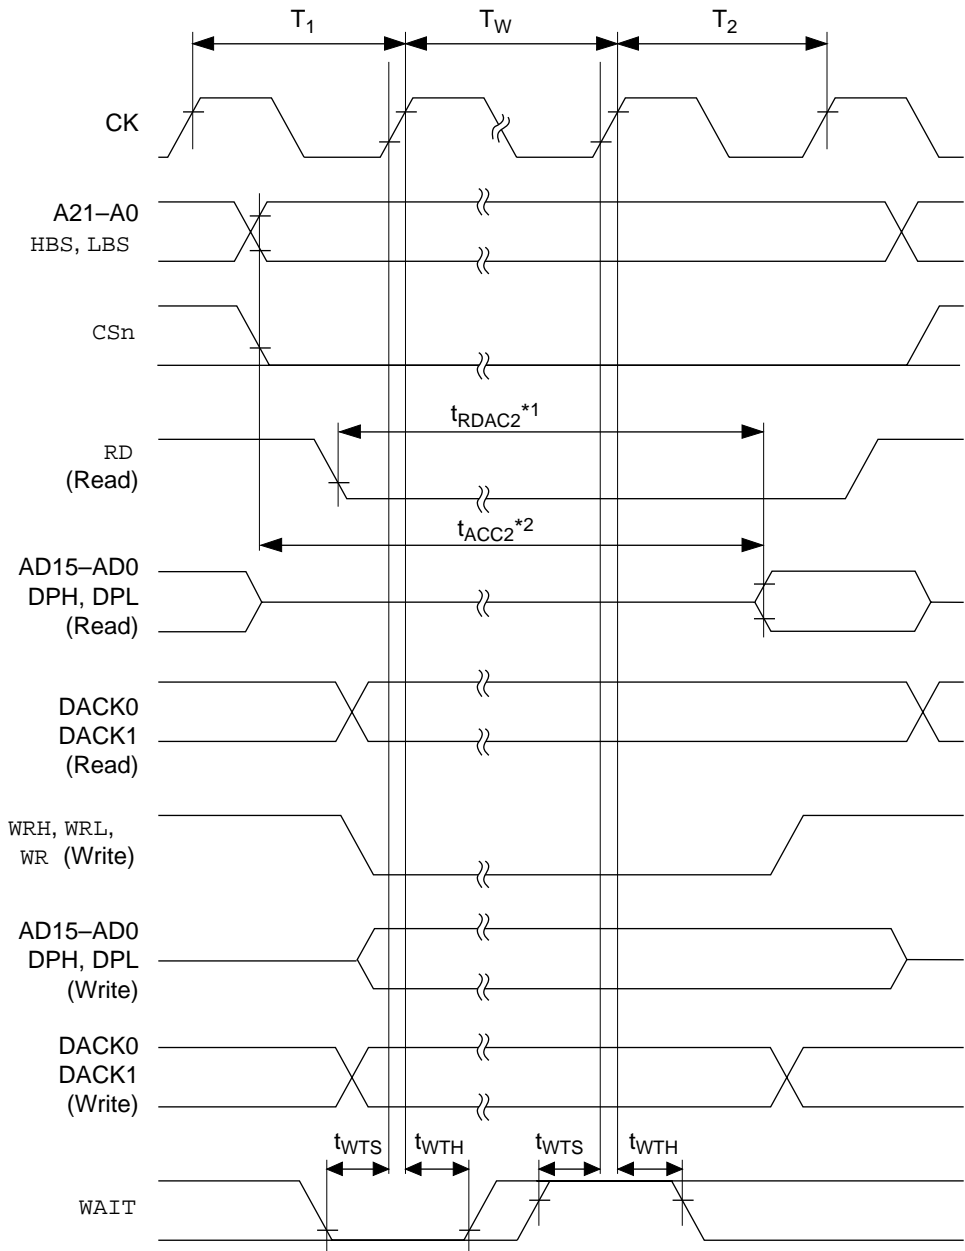 T1 TW T2
CK
A21–A0
HBS, LBS
CSn
tRDAC2*1
RD
(Read)
tACC2*2
AD15–AD0
DPH, DPL
(Read)
DACK0
DACK1
(Read)
WRH, WRL,
WR (Write)
AD15–AD0
DPH, DPL
(Write)
DACK0
DACK1
(Write)
tWTS tWTH tWTS tWTH
WAIT